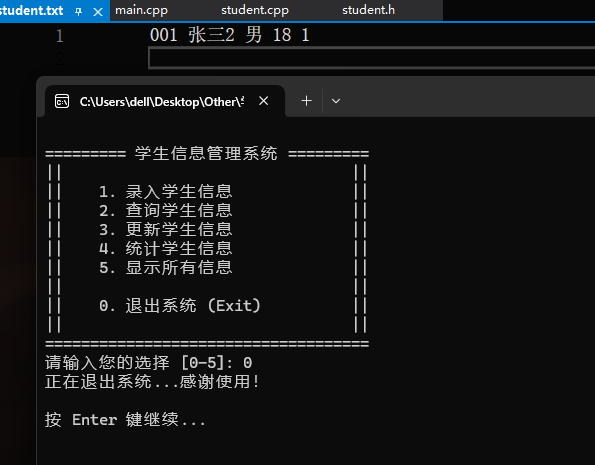 student.txt main.cpp student.cpp student.h
1 001 张三2 男 18 1
C:\Users\dell\Desktop\Other\
========= 学生信息管理系统 =========
|| ||
|| 1. 录入学生信息 ||
|| 2. 查询学生信息 ||
|| 3. 更新学生信息 ||
|| 4. 统计学生信息 ||
|| 5. 显示所有信息 ||
|| ||
|| 0. 退出系统 (Exit) ||
|| ||
====================================
请输入您的选择 [0-5]: 0
正在退出系统...感谢使用!
按 Enter 键继续...